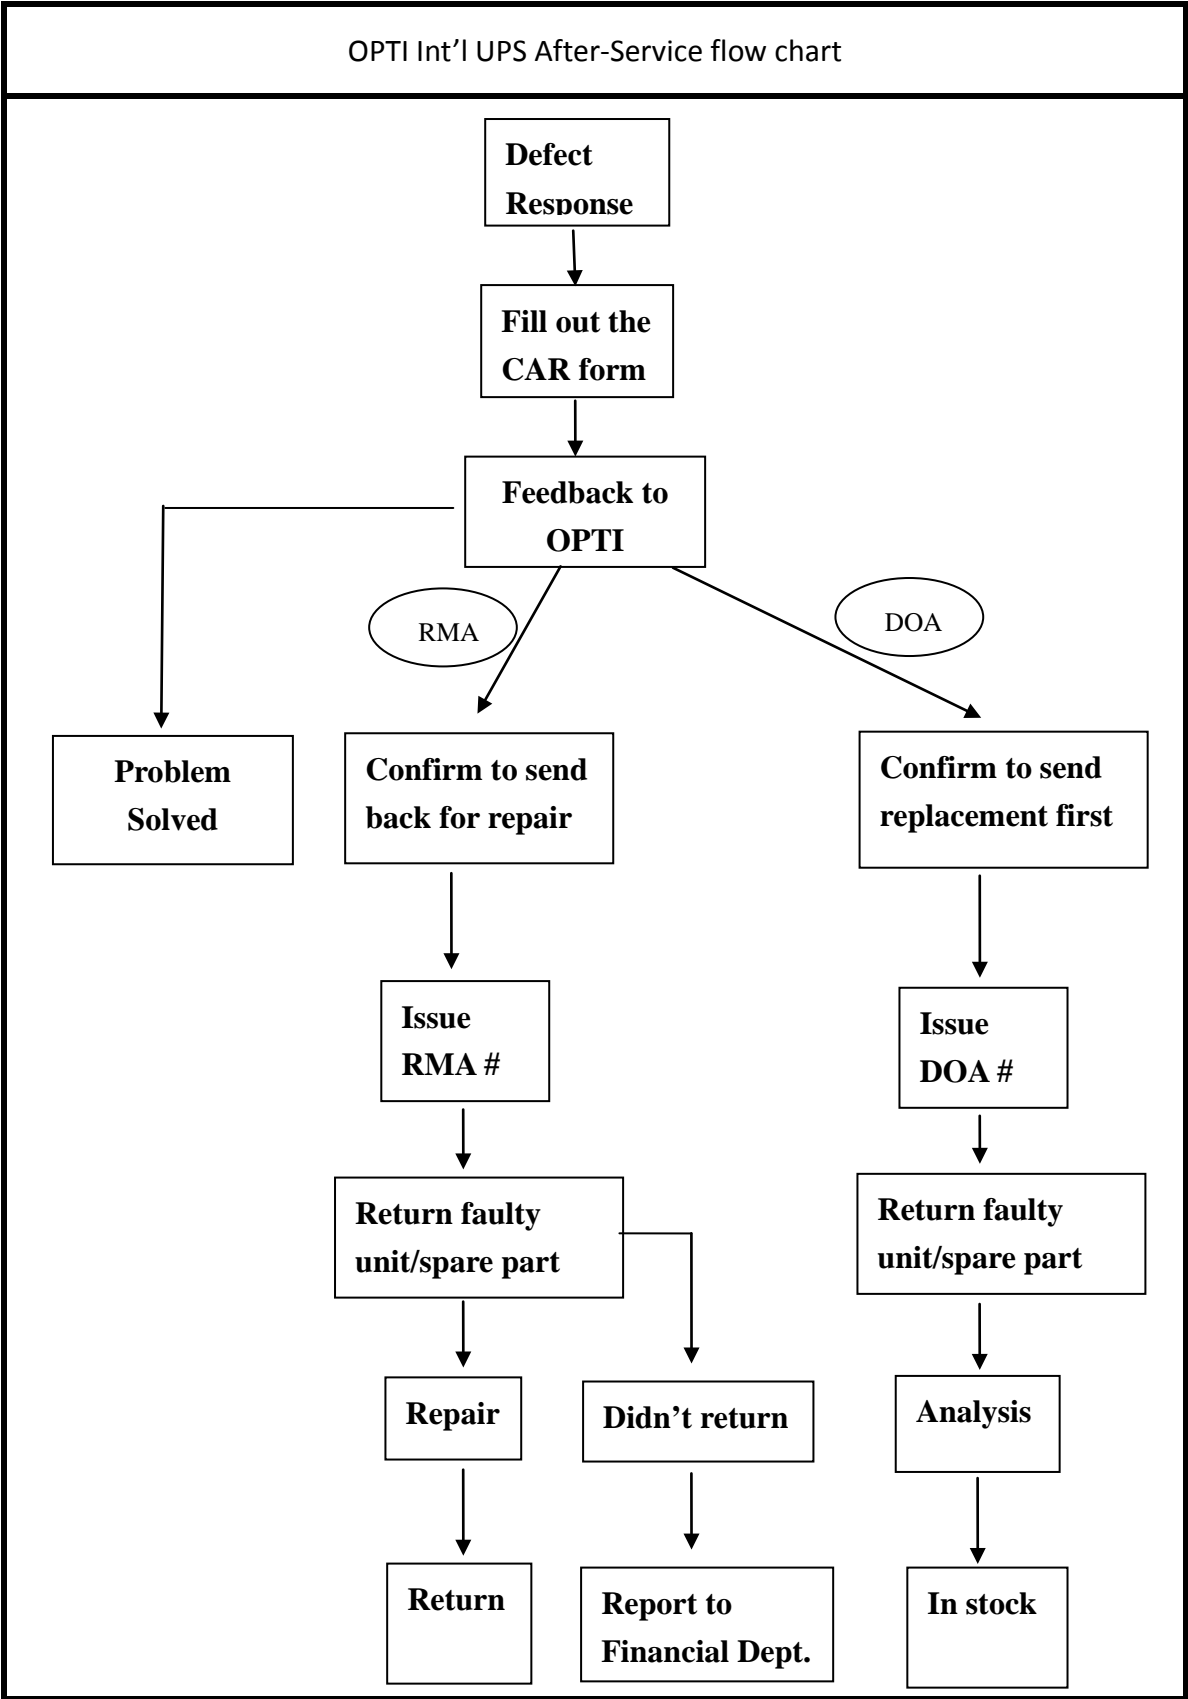 OPTI Int’l UPS After-Service flow chart
Defect
Response
Fill out the
CAR form
Feedback to
OPTI
RMA
DOA
Problem
Solved
Confirm to send
back for repair
Confirm to send
replacement first
Issue
RMA #
Issue
DOA #
Return faulty
unit/spare part
Return faulty
unit/spare part
Repair
Didn’t return
Analysis
Return
Report to
Financial Dept.
In stock